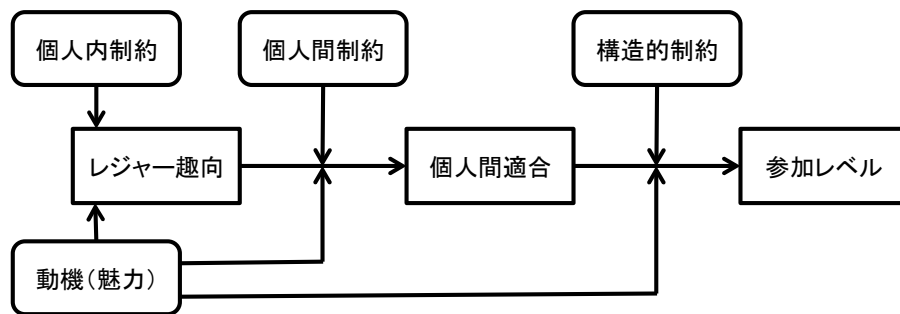 個人内制約
個人間制約
構造的制約
レジャー趣向
個人間適合
参加レベル
動機(魅力)